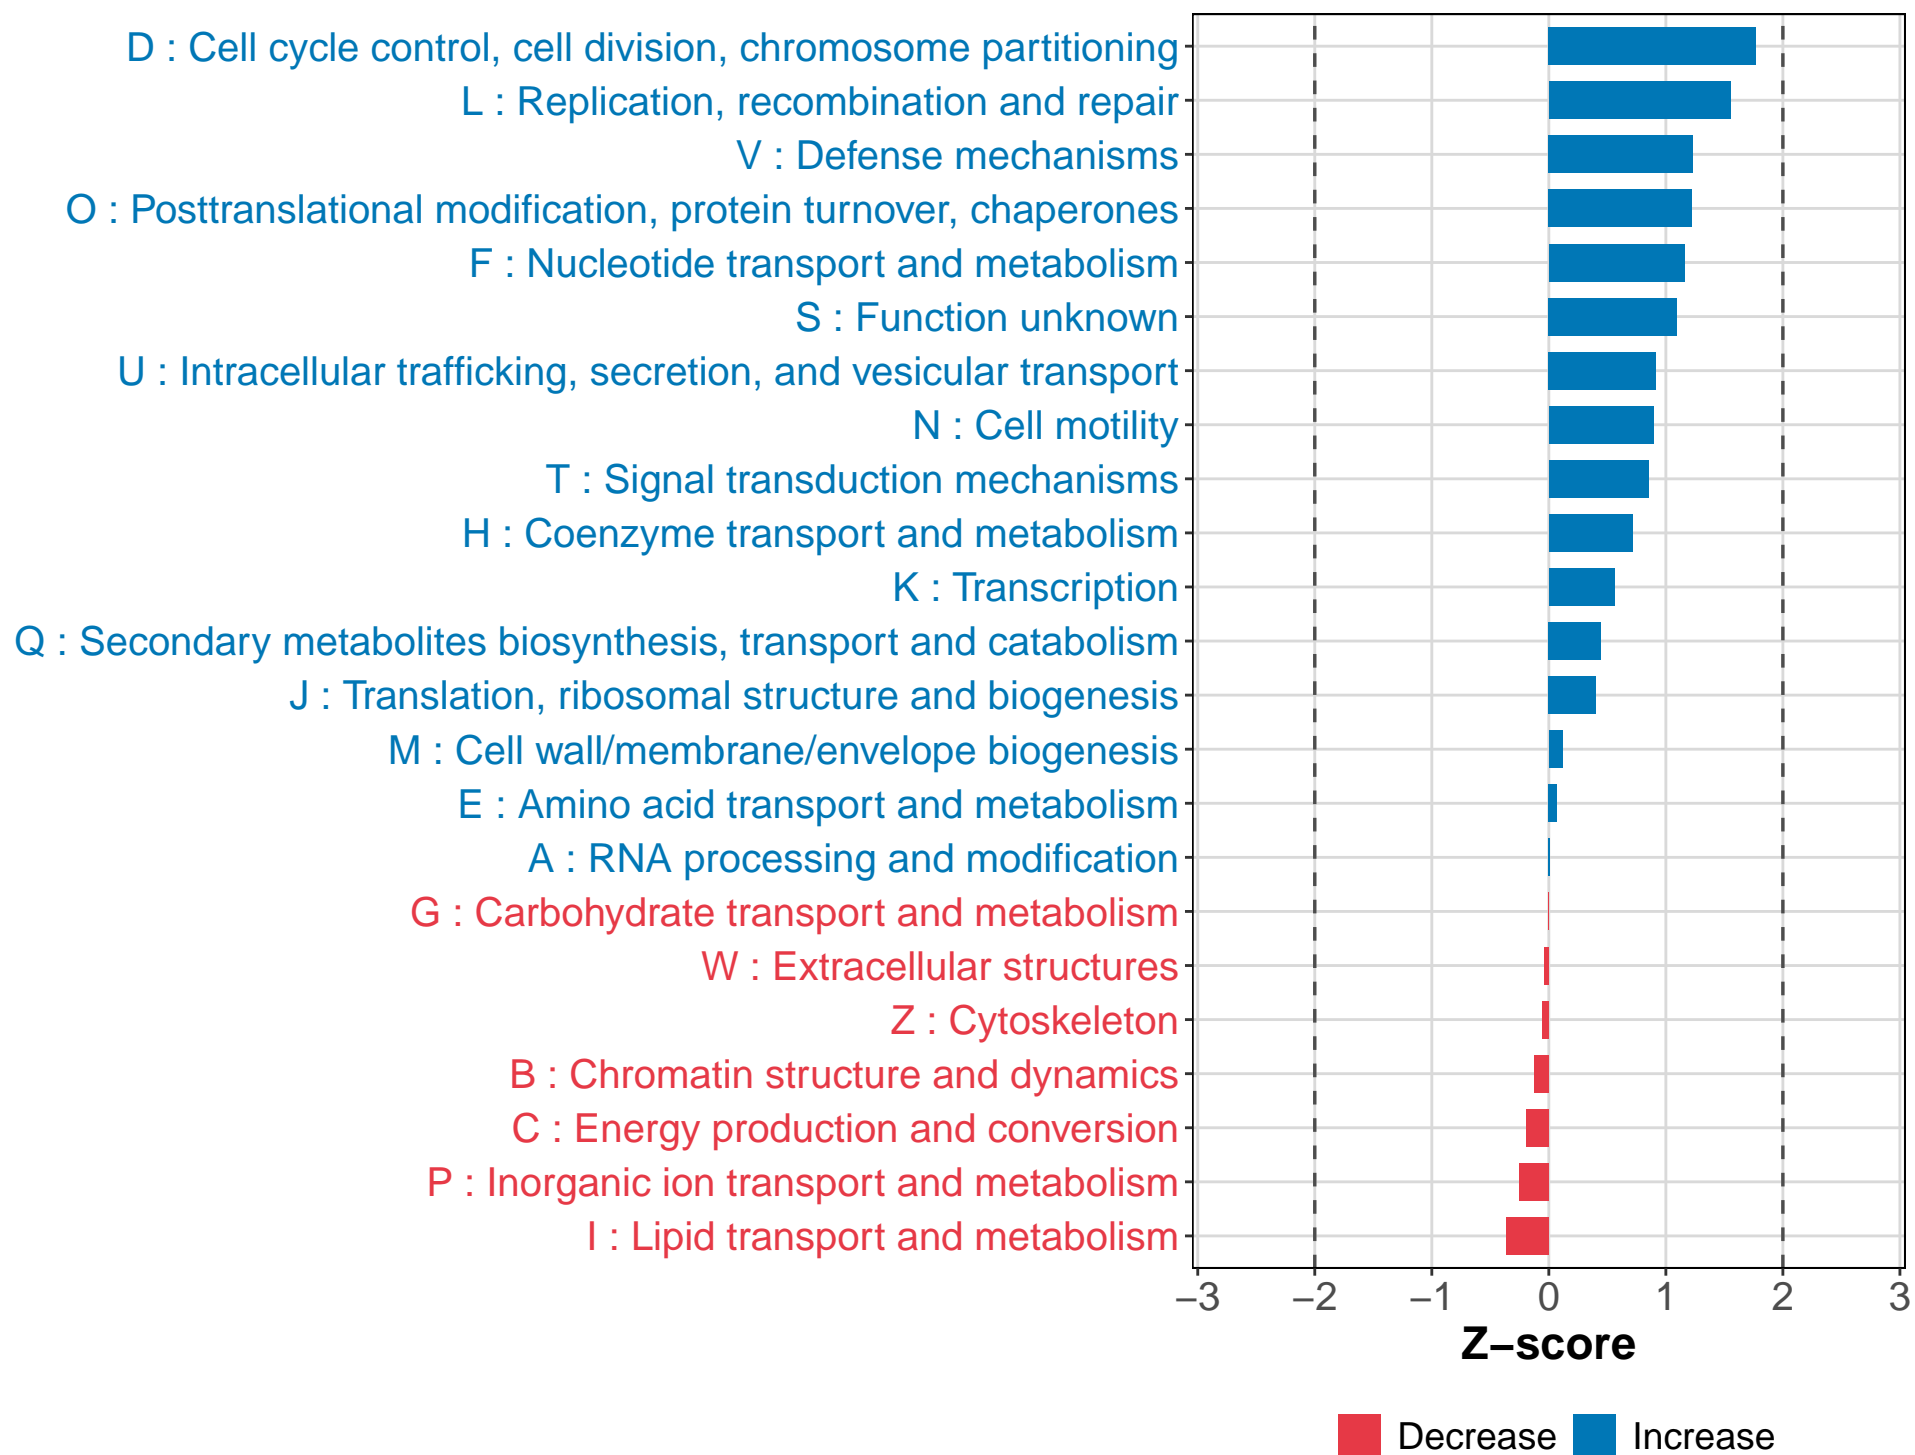 D : Cell cycle control, cell division, chromosome partitioning
L : Replication, recombination and repair
V : Defense mechanisms
O : Posttranslational modification, protein turnover, chaperones
F : Nucleotide transport and metabolism
S : Function unknown
U : Intracellular trafficking, secretion, and vesicular transport
N : Cell motility
T : Signal transduction mechanisms
H : Coenzyme transport and metabolism
K : Transcription
Q : Secondary metabolites biosynthesis, transport and catabolism
J : Translation, ribosomal structure and biogenesis
M : Cell wall/membrane/envelope biogenesis
E : Amino acid transport and metabolism
A : RNA processing and modification
G : Carbohydrate transport and metabolism
W : Extracellular structures
Z : Cytoskeleton
B : Chromatin structure and dynamics
C : Energy production and conversion
P : Inorganic ion transport and metabolism
I : Lipid transport and metabolism
−3 −2 −1 0 1 2 3
Z−score
Decrease Increase